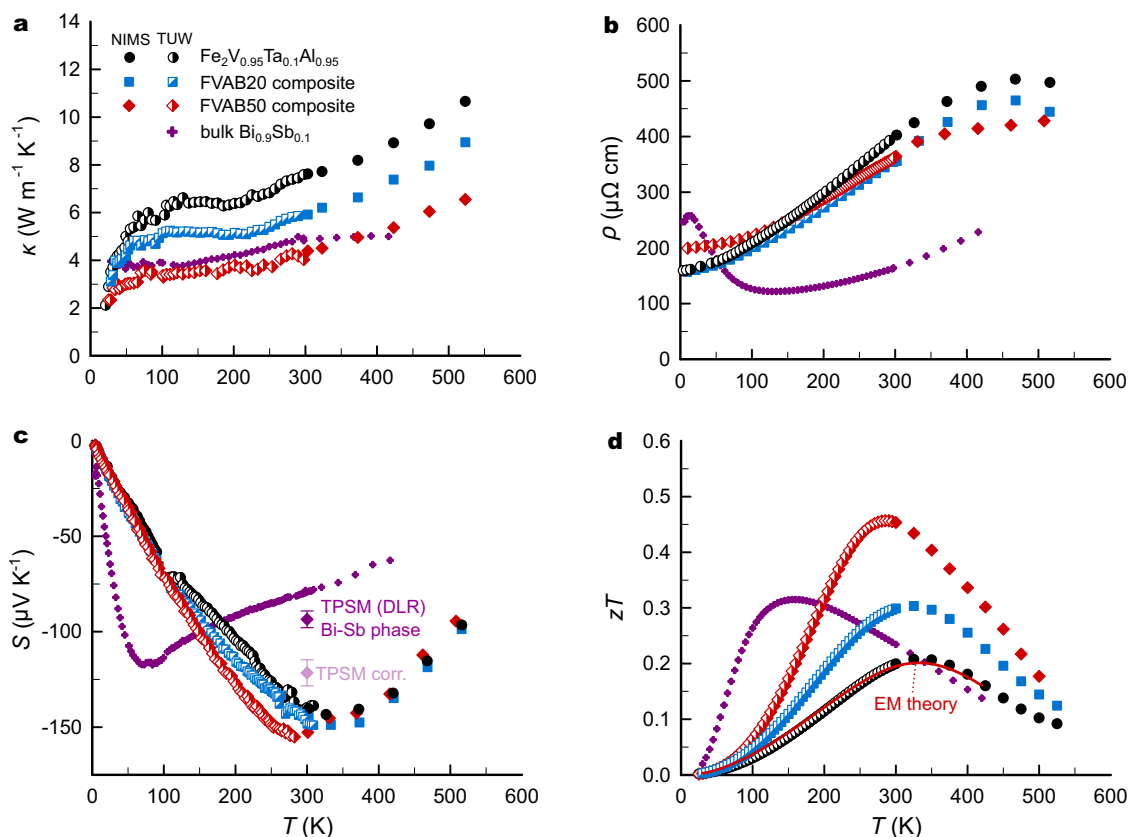 a
NIMS TUW
Fe₂V₀.₉₅Ta₀.₁Al₀.₉₅
FVAB20 composite
FVAB50 composite
bulk Bi₀.₉Sb₀.₁
14
12
10
8
6
4
2
0
κ (W m⁻¹ K⁻¹)
0 100 200 300 400 500 600
b
600
500
400
300
200
100
0
ρ (μΩ cm)
0 100 200 300 400 500 600
c
0
-50
-100
-150
S (μV K⁻¹)
TPSM (DLR)
Bi-Sb phase
TPSM corr.
0 100 200 300 400 500 600
T (K)
d
0.6
0.5
0.4
0.3
0.2
0.1
0.0
zT
EM theory
0 100 200 300 400 500 600
T (K)